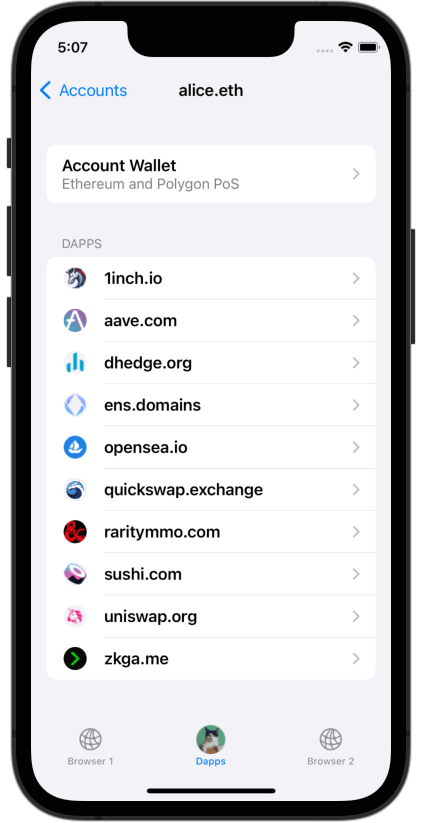 5:07
Accounts
alice.eth
Account Wallet
Ethereum and Polygon PoS
DAPPS
1inch.io
aave.com
dhedge.org
ens.domains
opensea.io
quickswap.exchange
raritymmo.com
sushi.com
uniswap.org
zkga.me
Browser 1
Dapps
Browser 2